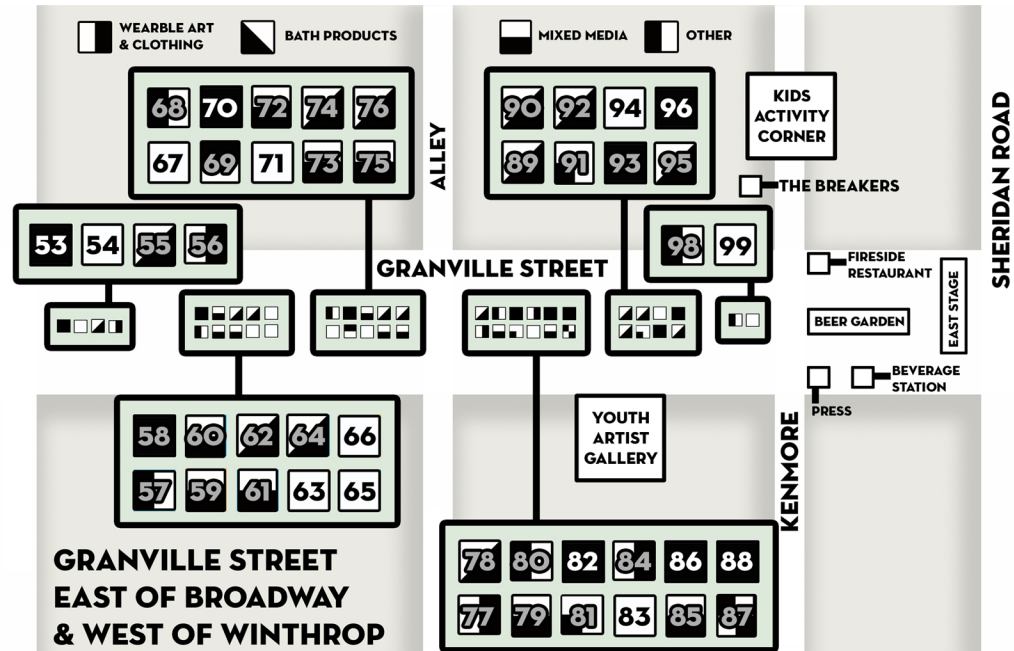 WEARBLE ART
& CLOTHING
BATH PRODUCTS
MIXED MEDIA
OTHER
68 70 72 74 76
67 69 71 73 75
90 92 94 96
89 91 93 95
KIDS
ACTIVITY
CORNER
ALLEY
SHERIDAN ROAD
THE BREAKERS
53 54 55 56
98 99
GRANVILLE STREET
FIRESIDE
RESTAURANT
EAST STAGE
BEER GARDEN
BEVERAGE
STATION
PRESS
58 60 62 64 66
57 59 61 63 65
YOUTH
ARTIST
GALLERY
KENMORE
78 80 82 84 86 88
77 79 81 83 85 87
GRANVILLE STREET
EAST OF BROADWAY
& WEST OF WINTHROP